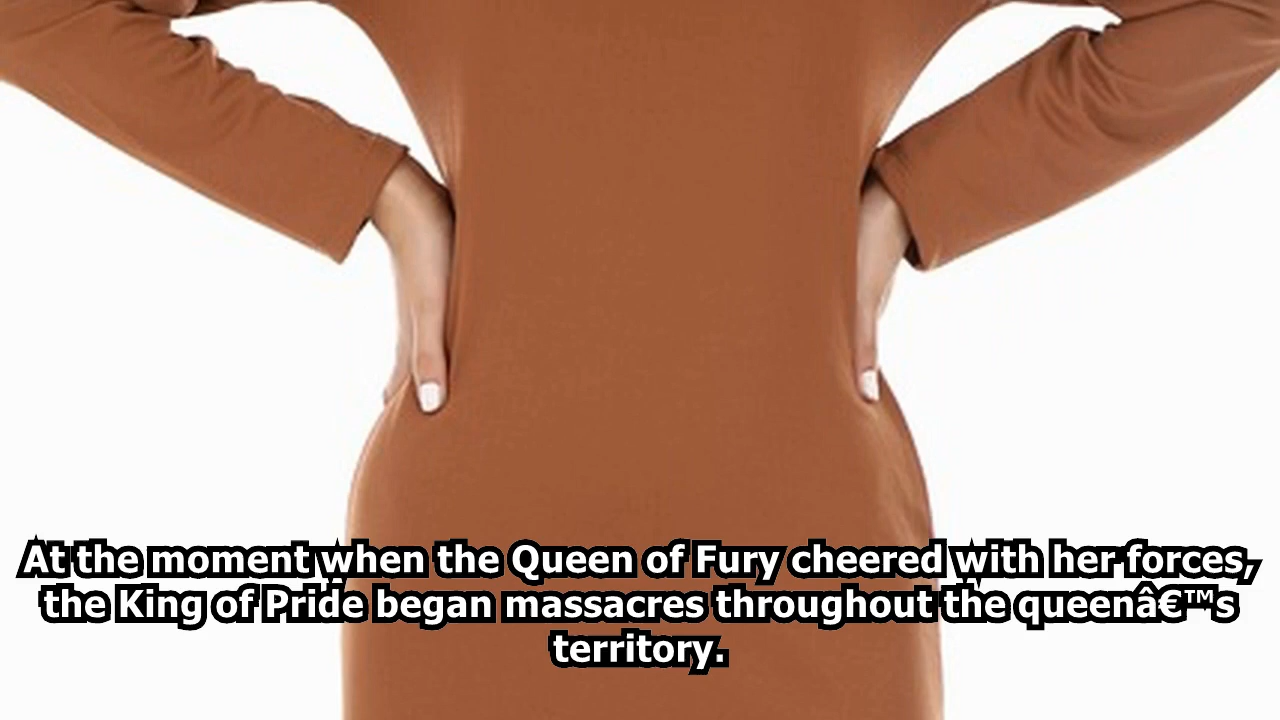 At the moment when the Queen of Fury cheered with her forces,
the King of Pride began massacres throughout the queenâ€™s
territory.